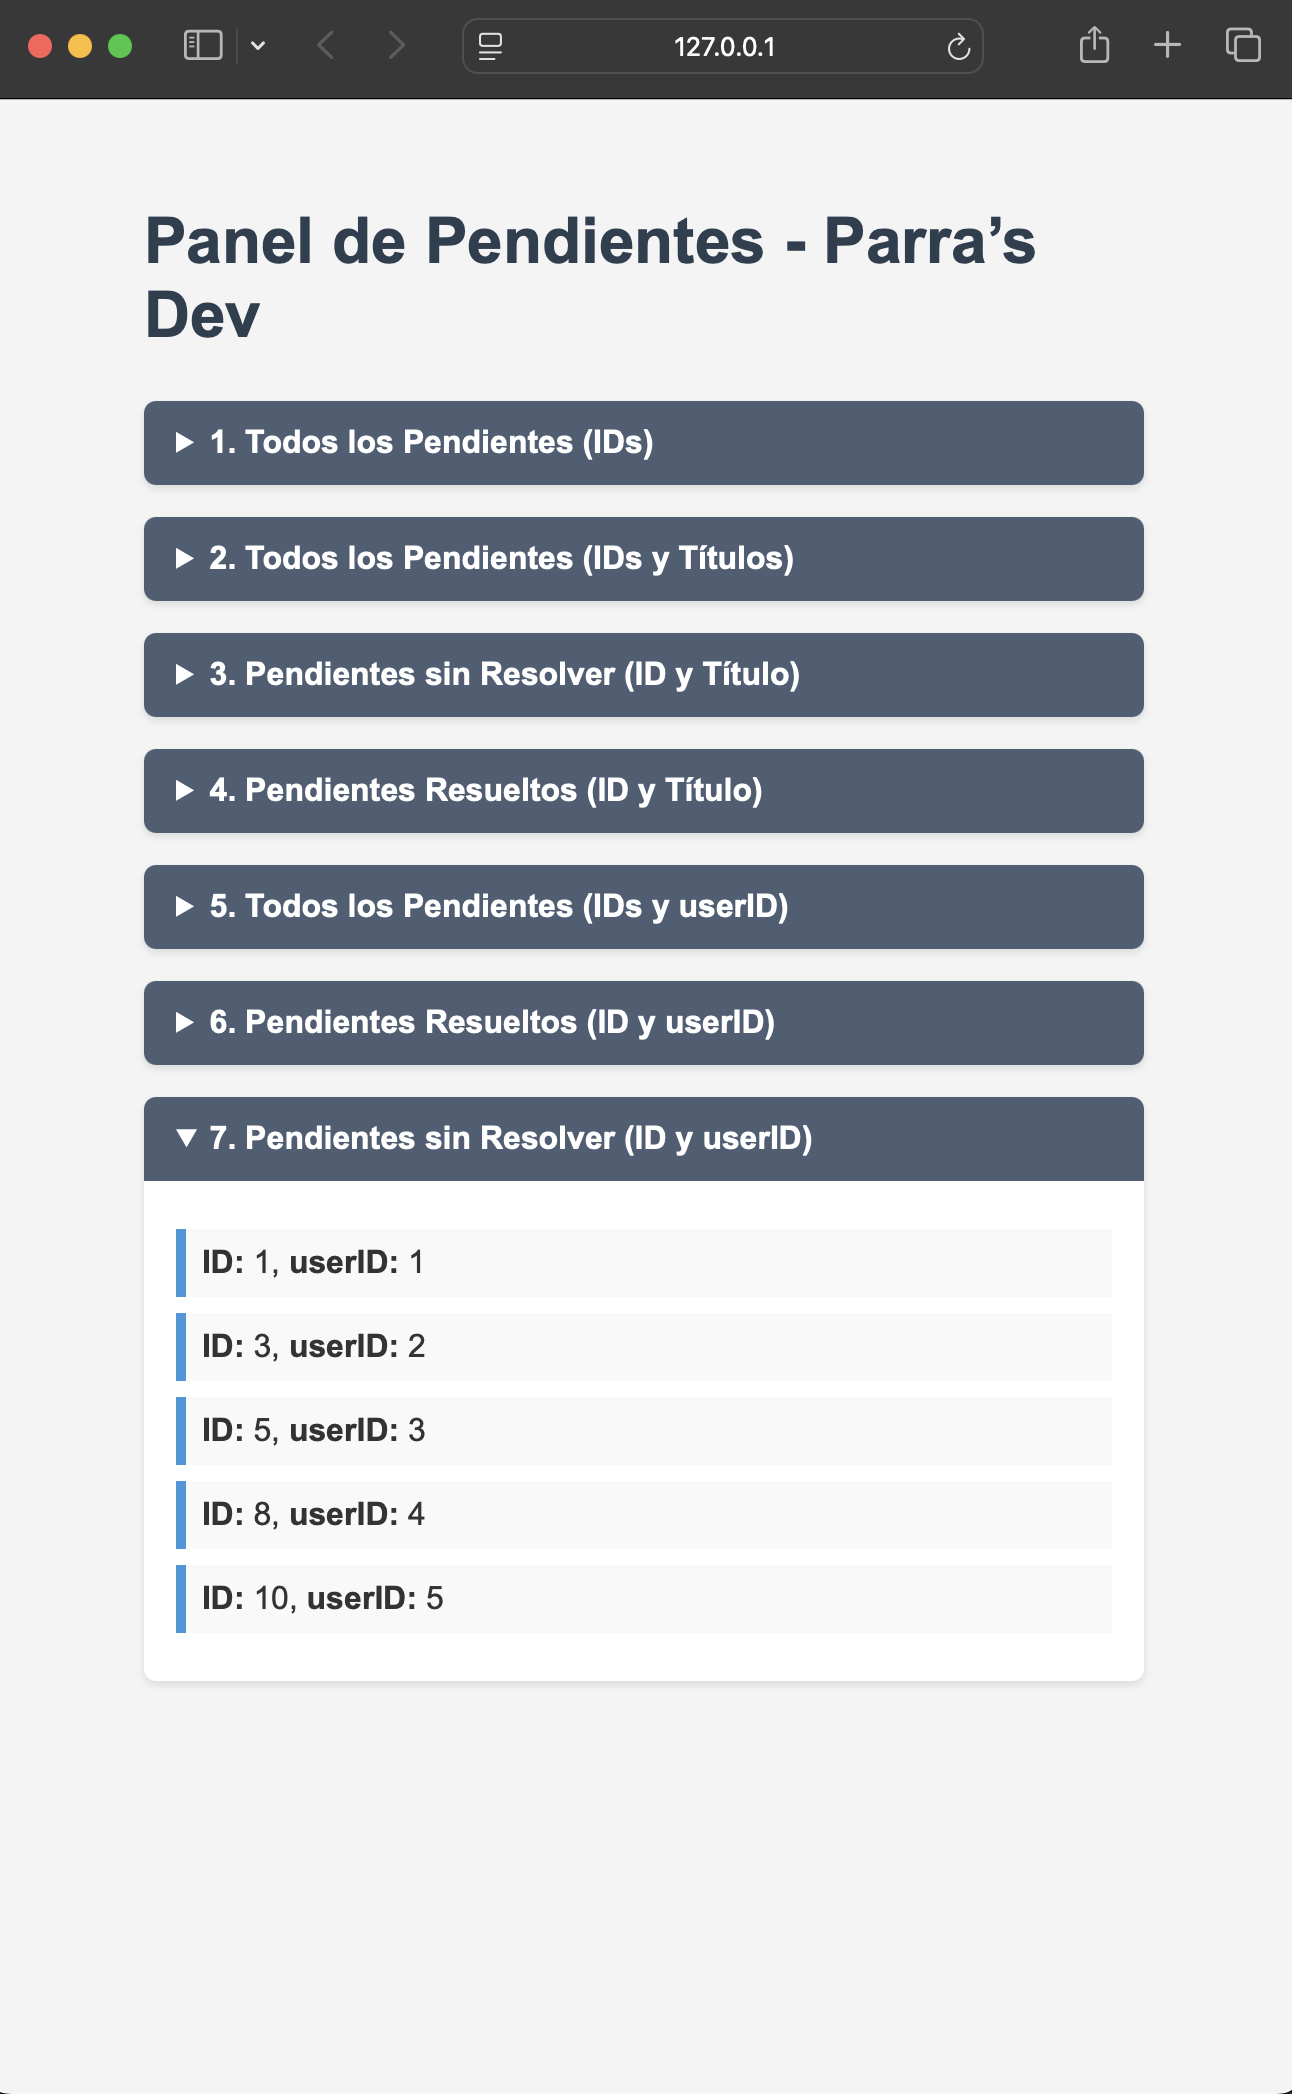 127.0.0.1
Panel de Pendientes - Parra’s
Dev
1. Todos los Pendientes (IDs)
2. Todos los Pendientes (IDs y Títulos)
3. Pendientes sin Resolver (ID y Título)
4. Pendientes Resueltos (ID y Título)
5. Todos los Pendientes (IDs y userID)
6. Pendientes Resueltos (ID y userID)
7. Pendientes sin Resolver (ID y userID)
ID: 1, userID: 1
ID: 3, userID: 2
ID: 5, userID: 3
ID: 8, userID: 4
ID: 10, userID: 5